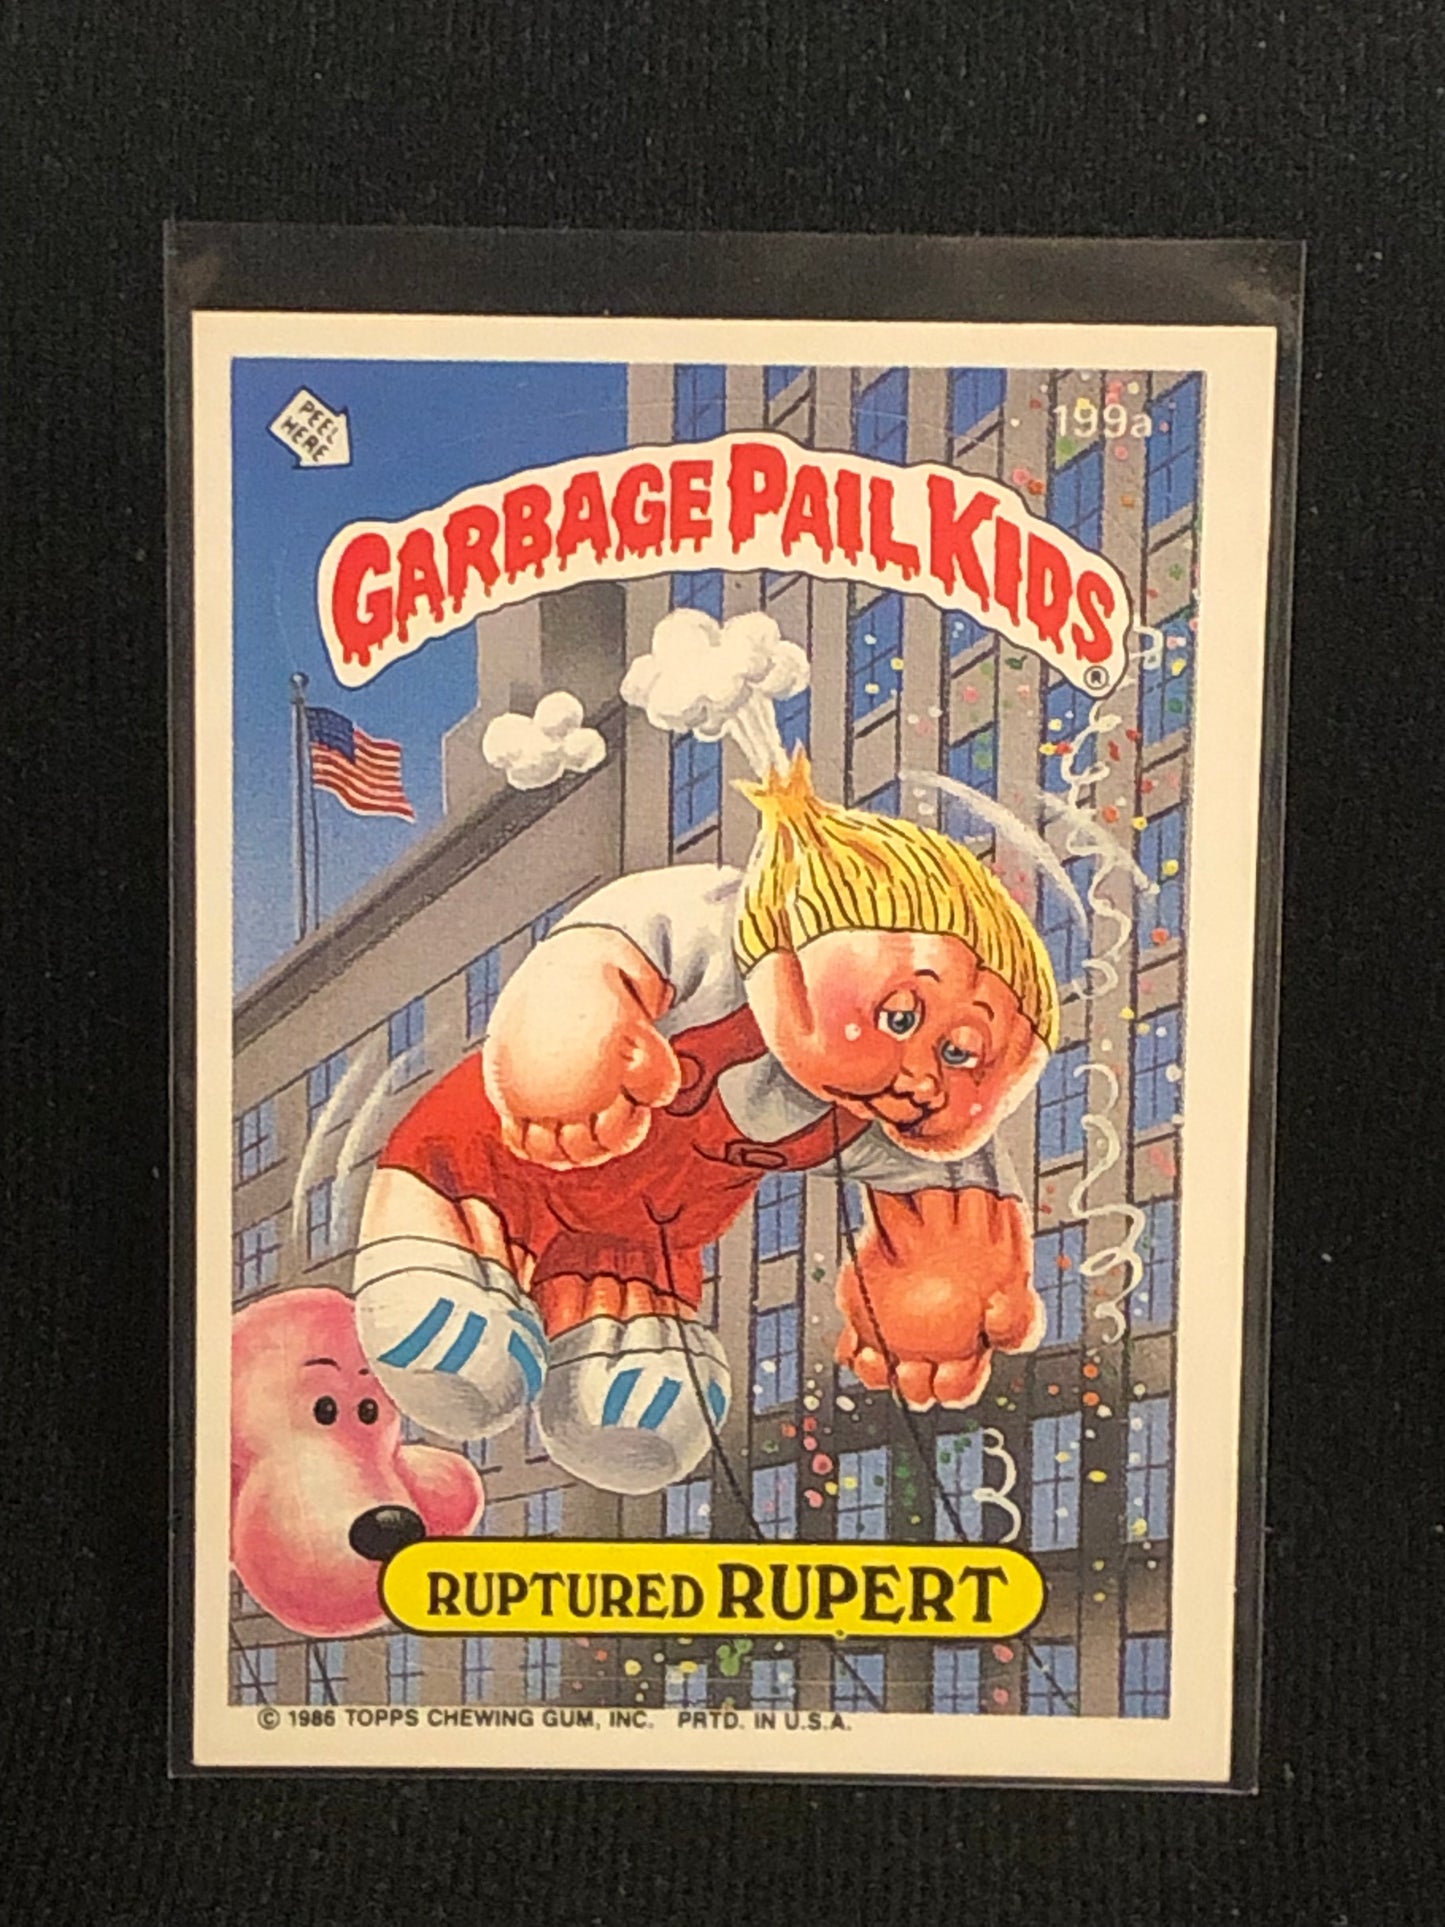 PEEL
HERE
199a
GARBAGE PAIL KIDS
®
RUPTURED RUPERT
© 1986 TOPPS CHEWING GUM, INC. PRTD. IN U.S.A.